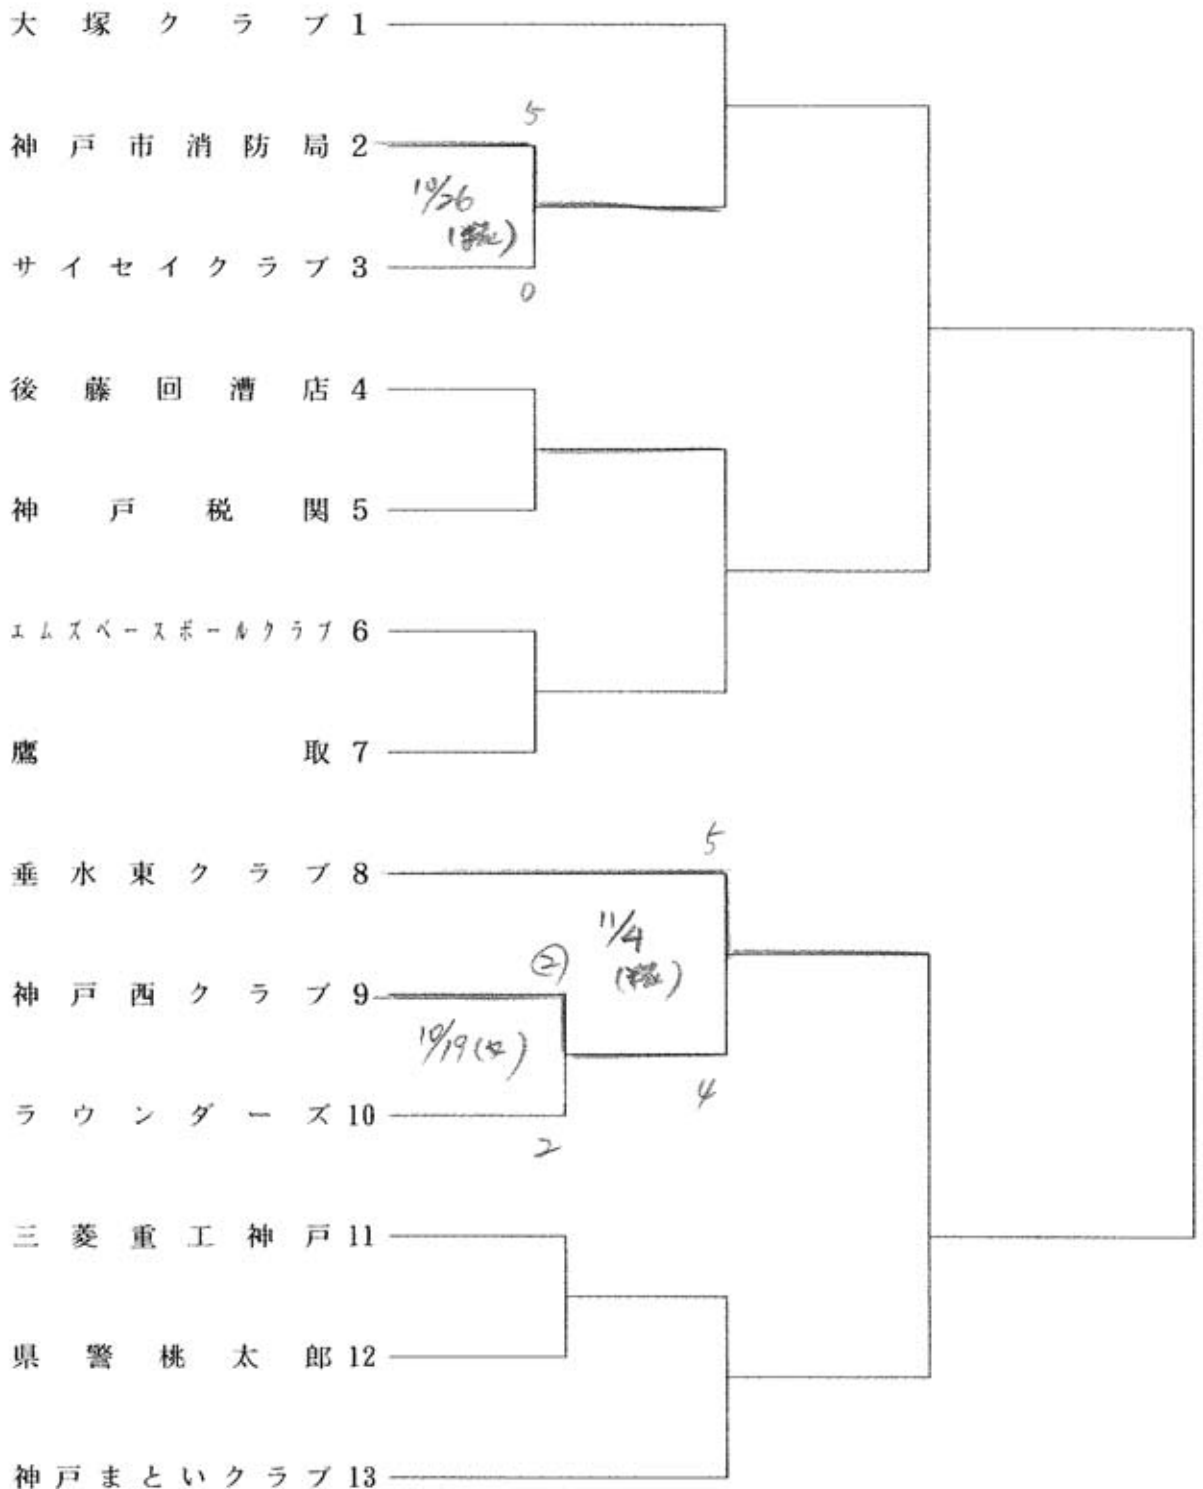 大塚クラブ 1
5
神戸市消防局 2
10/26
サイセイクラブ 3
0
後藤回漕店 4
神戸税関 5
エムズベースボールクラブ 6
鷹取 7
5
垂水東クラブ 8
11/4
②
神戸西クラブ 9
10/19
4
ラウンダーズ 10
2
三菱重工神戸 11
県警桃太郎 12
神戸まといクラブ 13